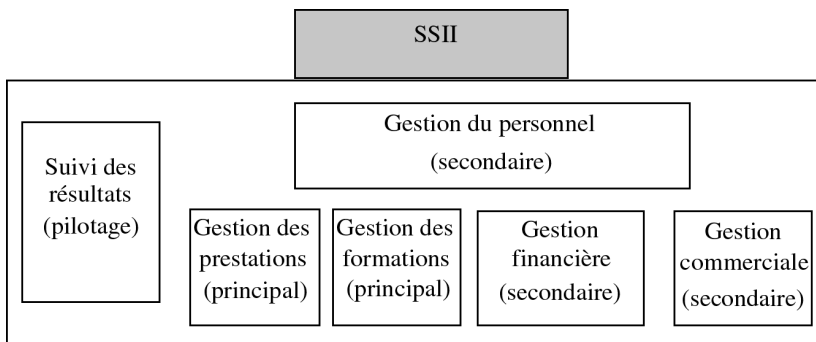 SSII
Gestion du personnel
(secondaire)
Suivi des
résultats
(pilotage)
Gestion des
prestations
(principal)
Gestion des
formations
(principal)
Gestion
financière
(secondaire)
Gestion
commerciale
(secondaire)